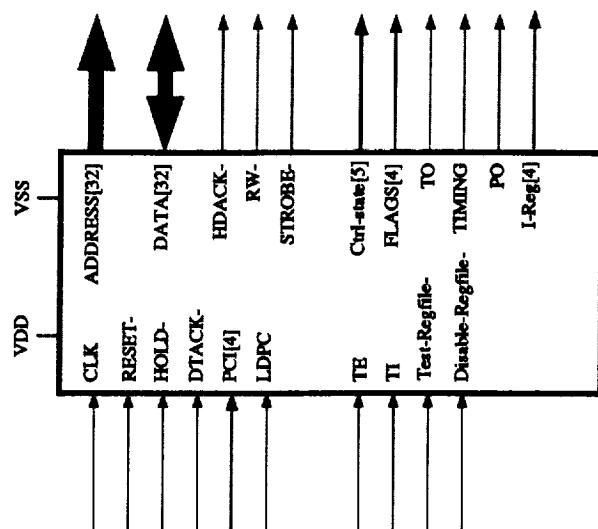 VSS
VDD
ADDRESS[32]
DATA[32]
HDACK-
RW-
STROBE-
Ctrl-state[5]
FLAGS[4]
TO
TIMING
PO
I-Reg[4]
CLK
RESET-
HOLD-
DTACK-
PCI[4]
LDPC
TE
TI
Test-Regfile-
Disable-Regfile-